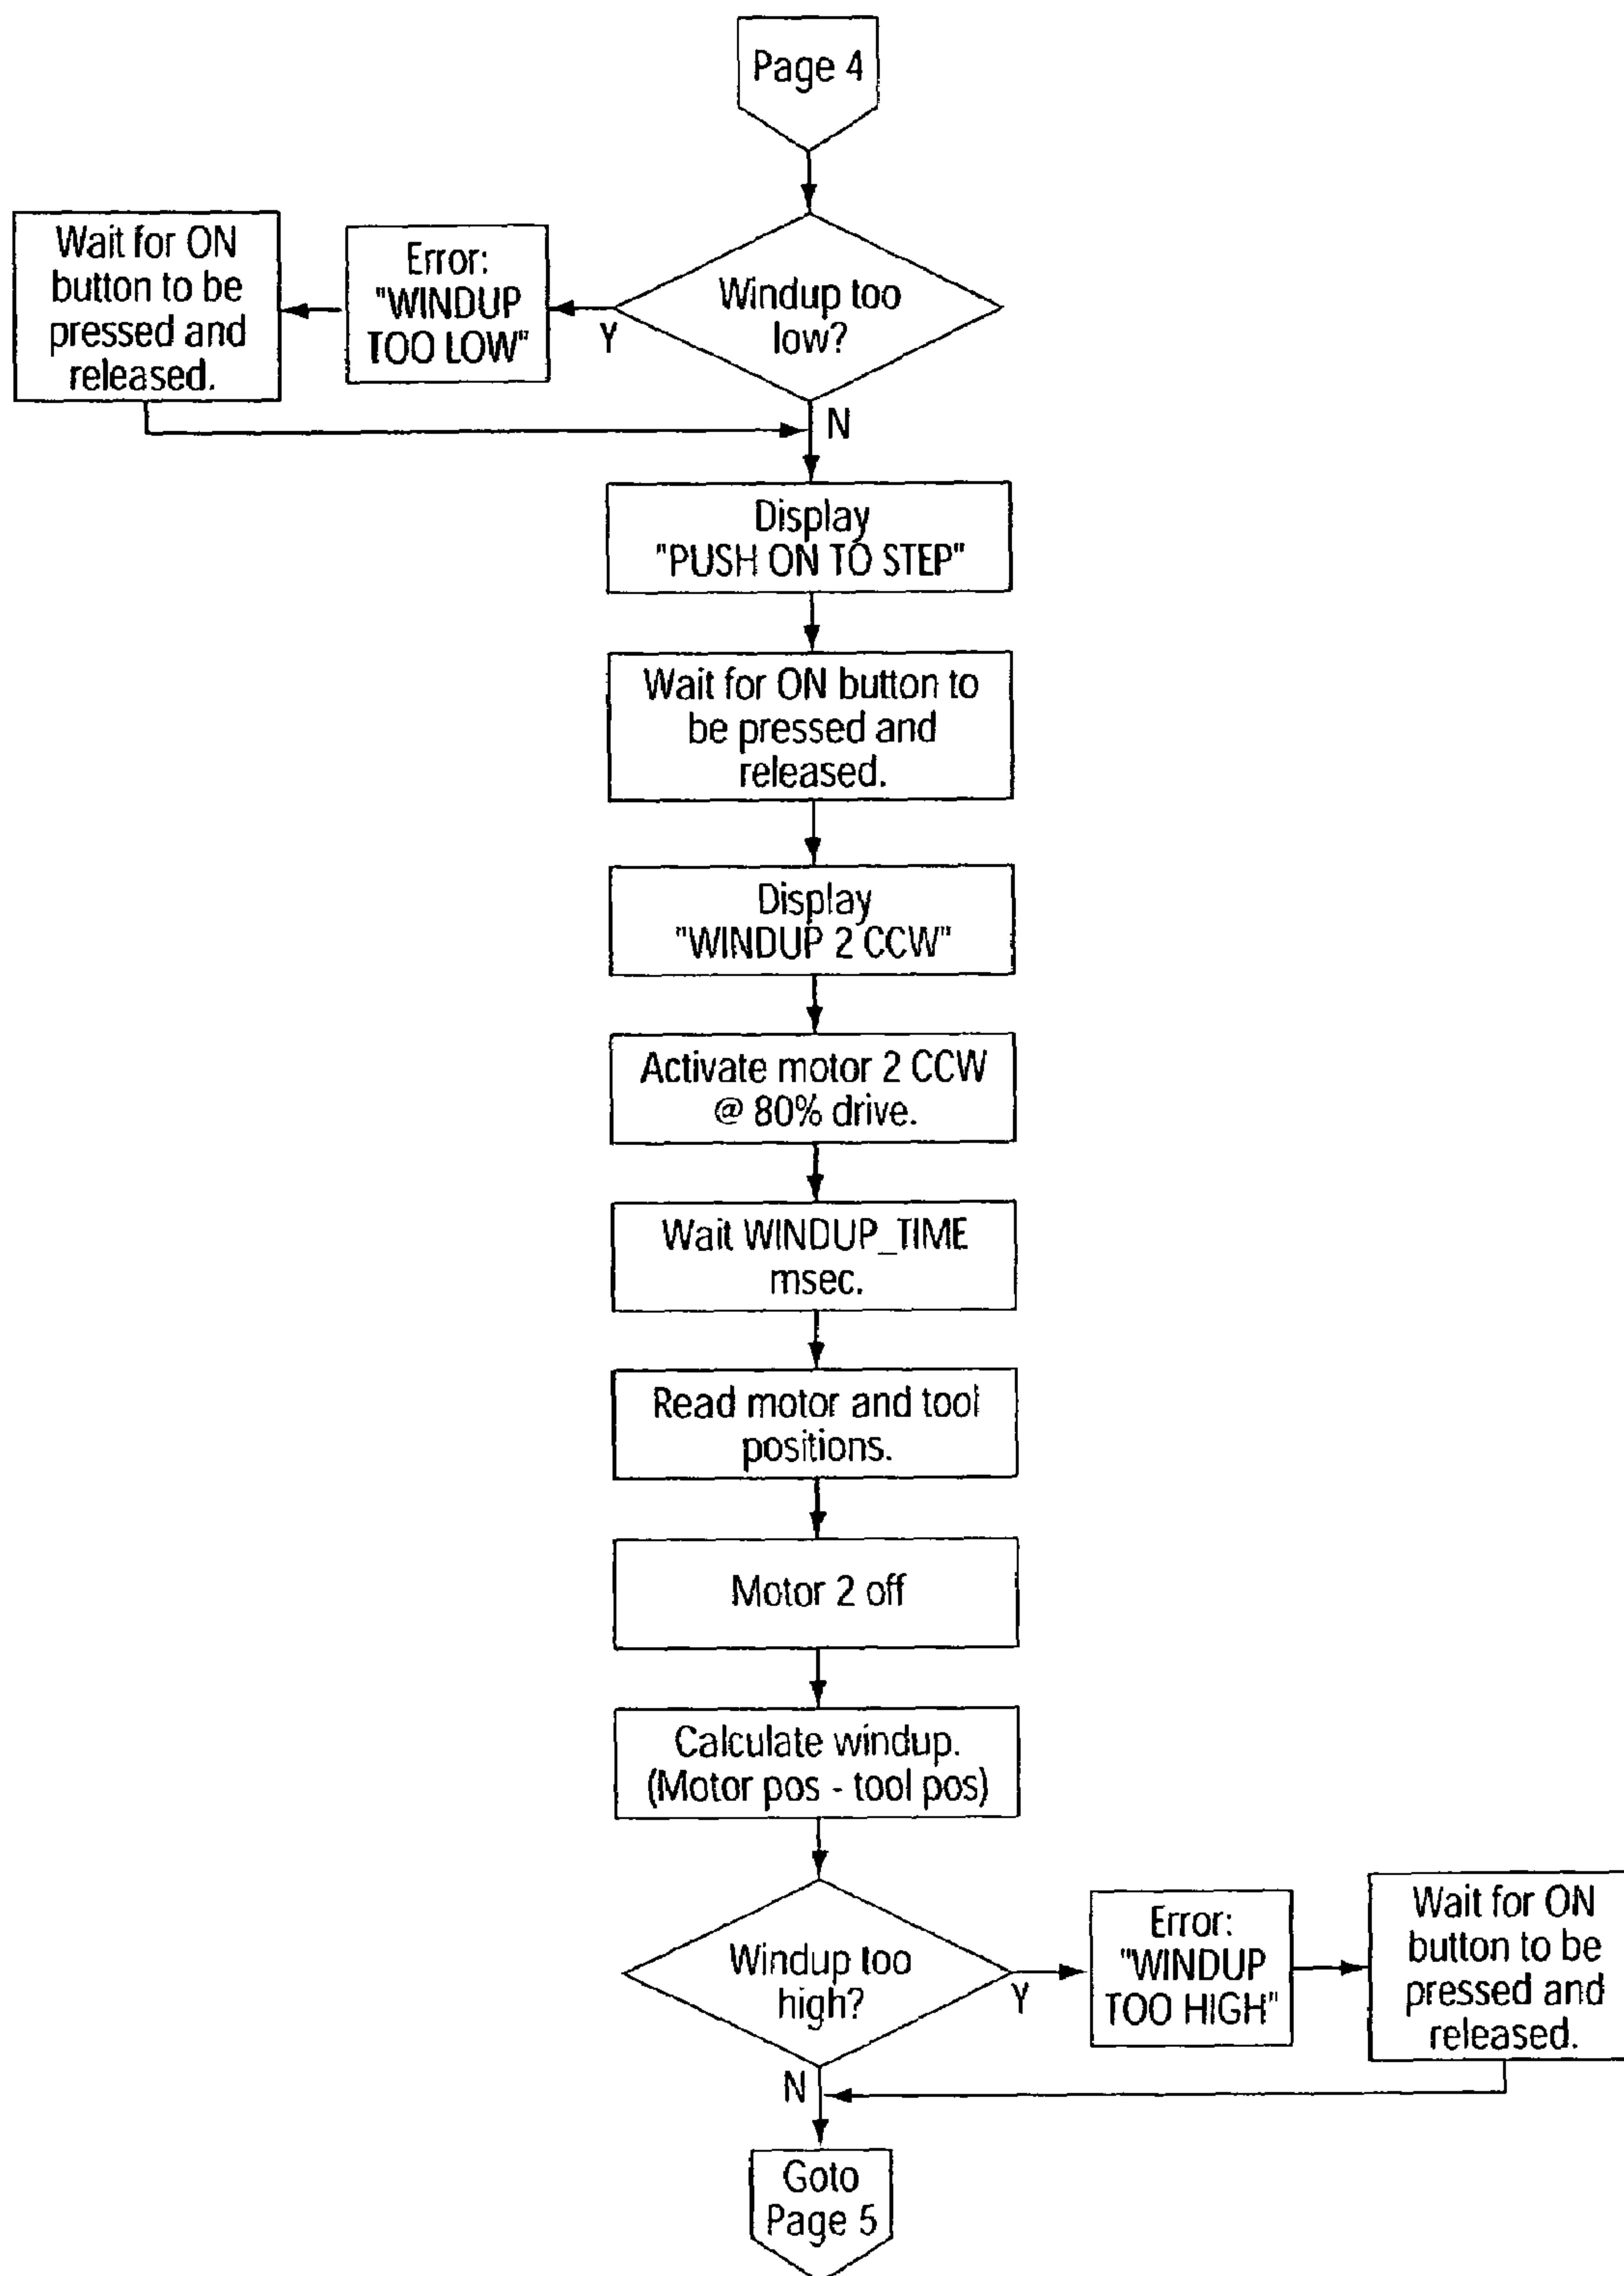 Page 4
Windup too
low?
Y
N
Error:
"WINDUP
TOO LOW"
Wait for ON
button to be
pressed and
released.
Display
"PUSH ON TO STEP"
Wait for ON button to
be pressed and
released.
Display
"WINDUP 2 CCW"
Activate motor 2 CCW
@ 80% drive.
Wait WINDUP_TIME
msec.
Read motor and tool
positions.
Motor 2 off
Calculate windup.
(Motor pos - tool pos)
Windup too
high?
Y
N
Error:
"WINDUP
TOO HIGH"
Wait for ON
button to be
pressed and
released.
Goto
Page 5